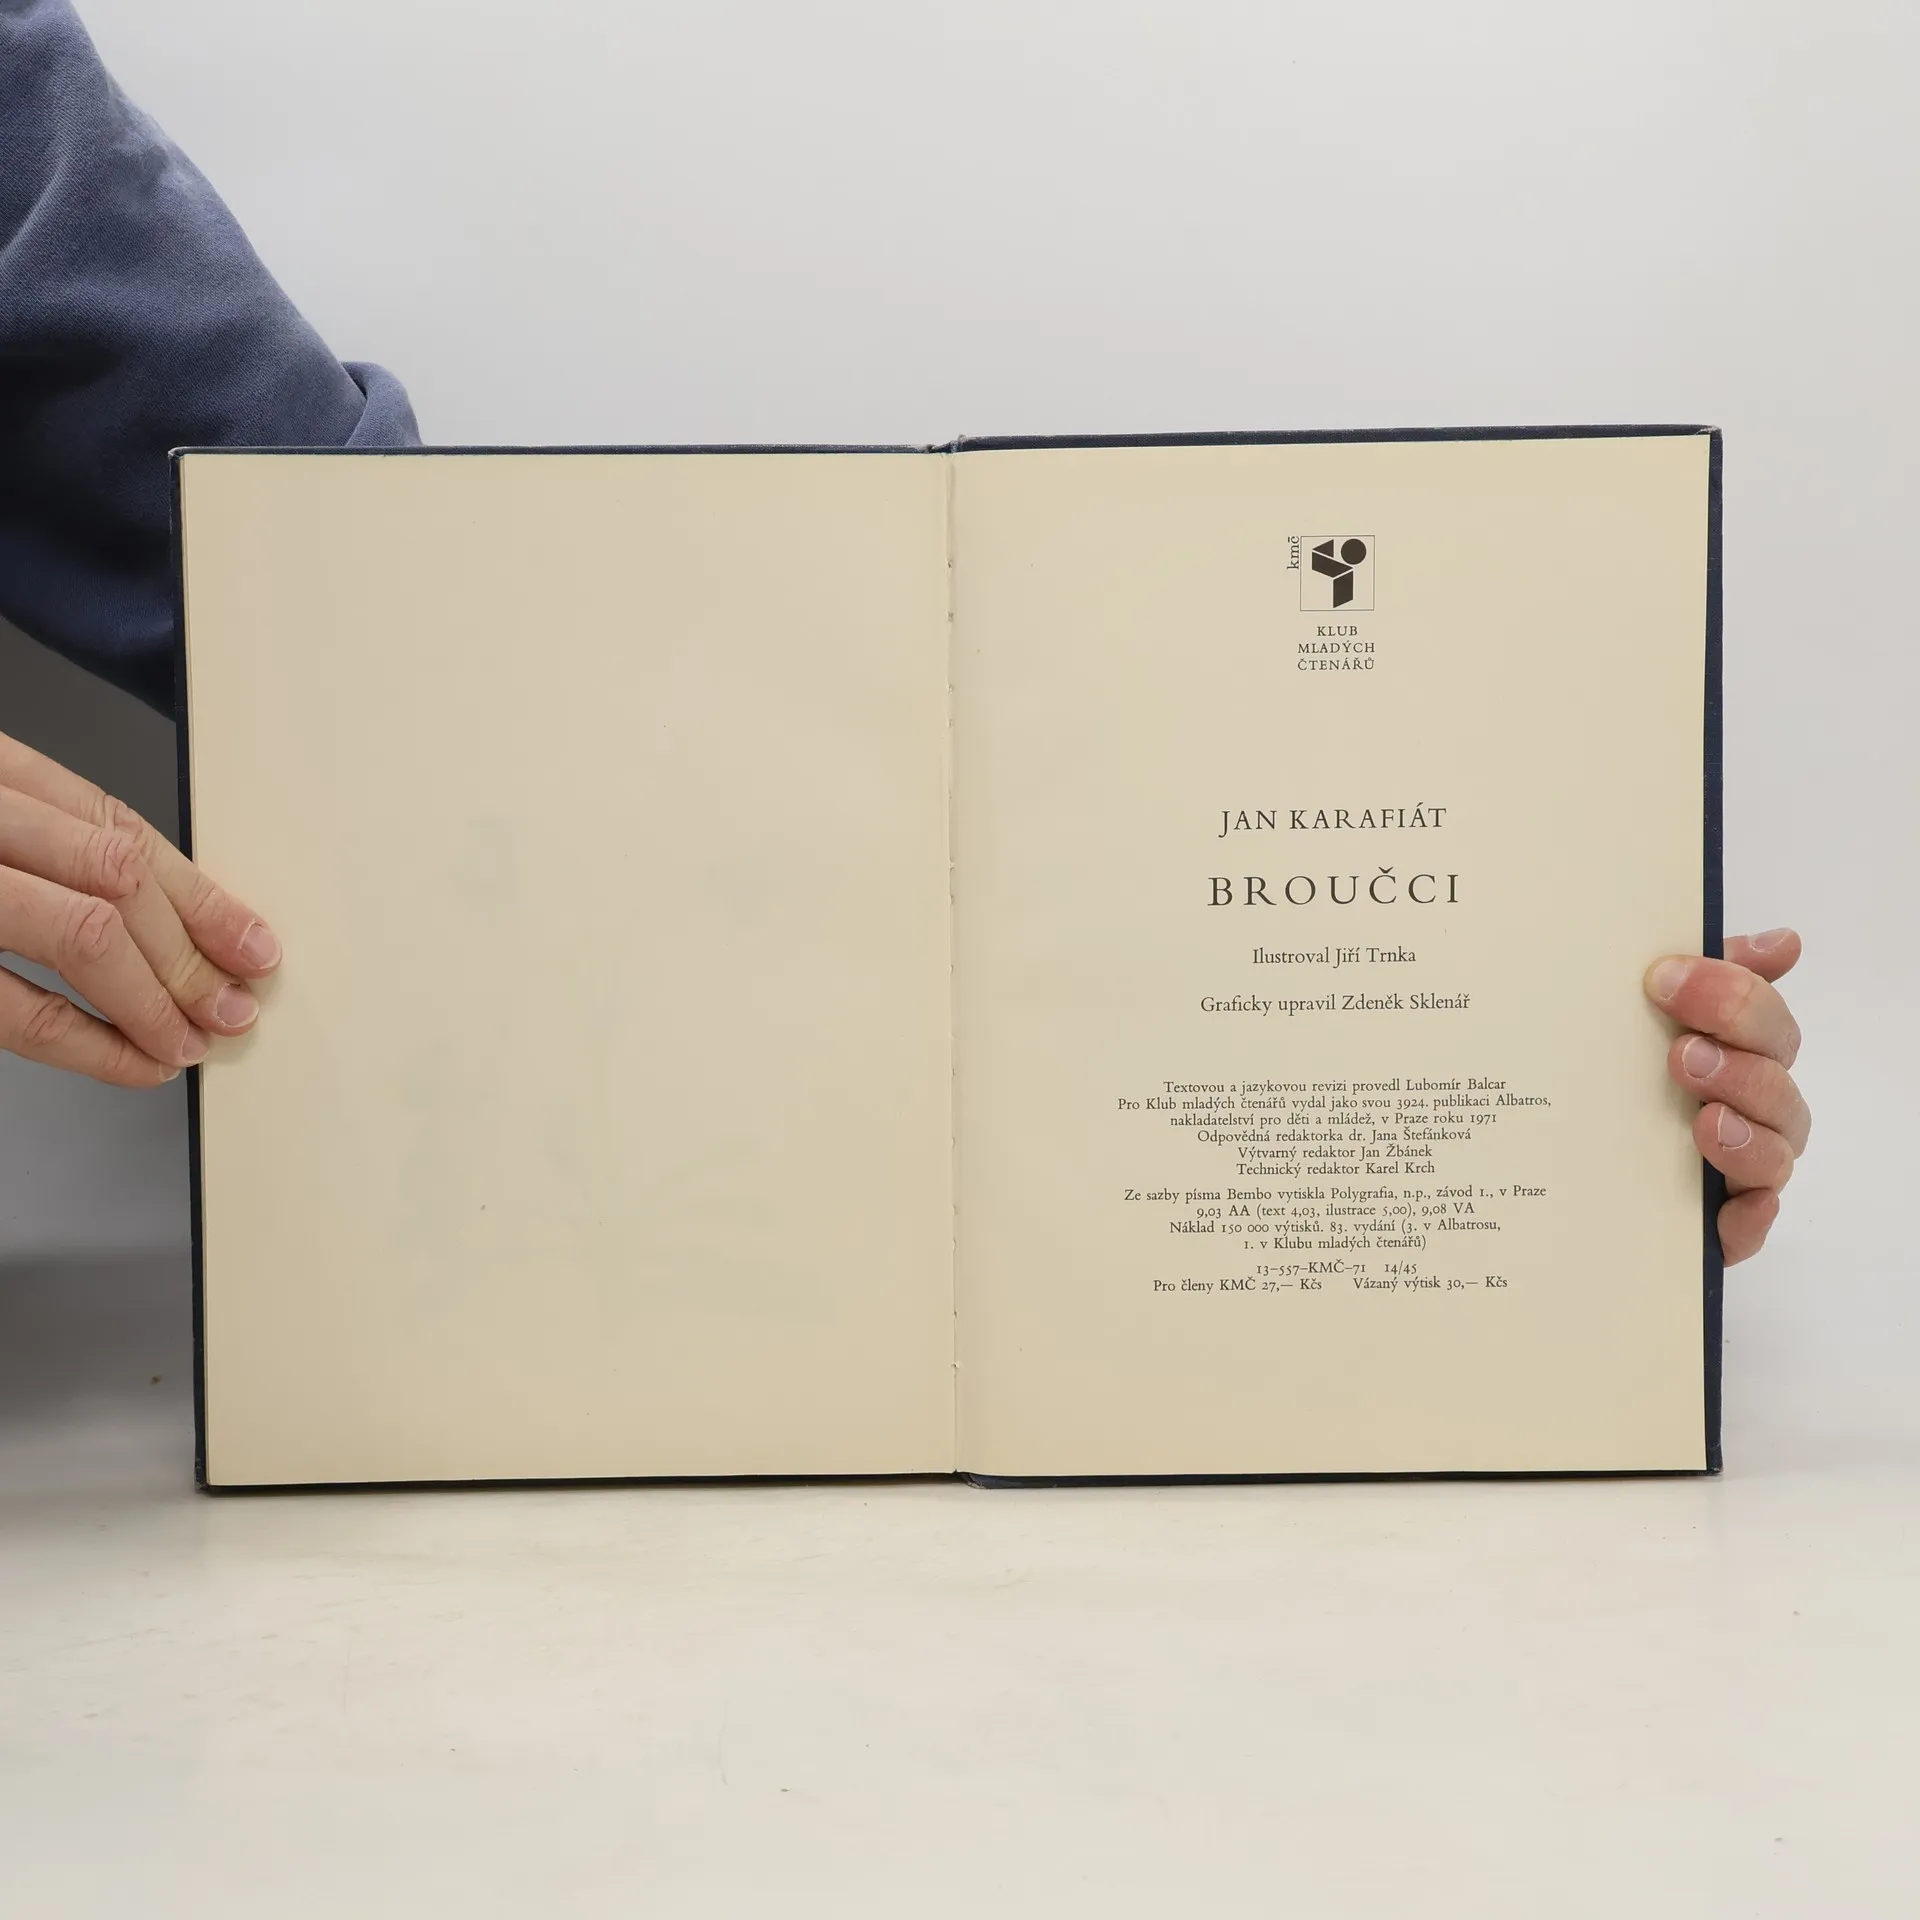 kmč
KLUB
MLADÝCH
ČTENÁŘŮ
JAN KARAFIÁT
BROUČCI
Ilustroval Jiří Trnka
Graficky upravil Zdeněk Sklenář
Textovou a jazykovou revizi provedl Lubomír Balcar
Pro Klub mladých čtenářů vydal jako svou 3924. publikaci Albatros,
nakladatelství pro děti a mládež, v Praze roku 1971
Odpovědná redaktorka dr. Jana Štefánková
Výtvarný redaktor Jan Žbánek
Technický redaktor Karel Krch
Ze sazby písma Bembo vytiskla Polygrafia, n.p., závod 1., v Praze
9,03 AA (text 4,03, ilustrace 5,00), 9,08 VA
Náklad 150 000 výtisků. 83. vydání (3. v Albatrosu,
1. v Klubu mladých čtenářů)
13–557–KMČ–71 14/45
Pro členy KMČ 27,— Kčs Vázaný výtisk 30,— Kčs